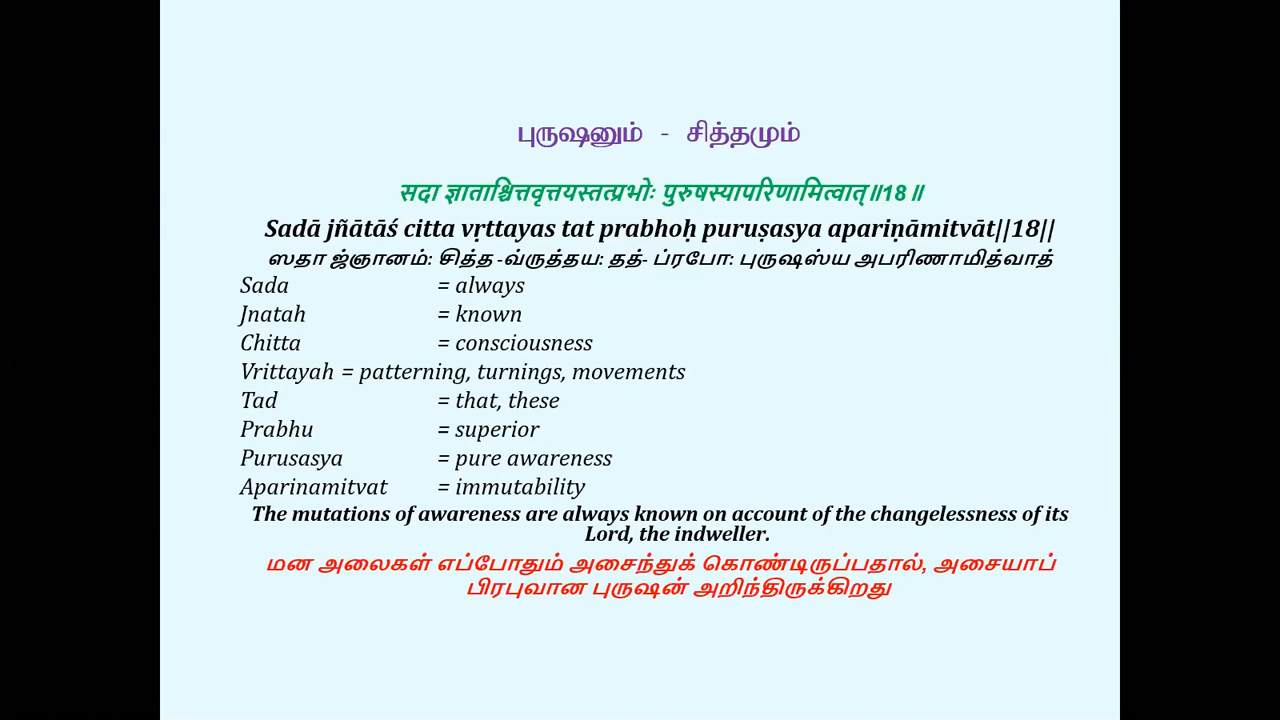 புருஷனும் - சித்தமும்
सदा ज्ञाताश्चित्तवृत्तयस्तत्प्रभोः पुरुषस्यापरिणामित्वात्॥18॥
Sadā jñātāś citta vṛttayas tat prabhoḥ puruṣasya apariṇāmitvāt||18||
ஸதா ஜ்ஞானம்: சித்த -வ்ருத்தய: தத்- ப்ரபோ: புருஷஸ்ய அபரிணாமித்வாத்
Sada = always
Jnatah = known
Chitta = consciousness
Vrittayah = patterning, turnings, movements
Tad = that, these
Prabhu = superior
Purusasya = pure awareness
Aparinamitvat = immutability
The mutations of awareness are always known on account of the changelessness of its
Lord, the indweller.
மன அலைகள் எப்போதும் அசைந்துக் கொண்டிருப்பதால், அசையாப்
பிரபுவான புருஷன் அறிந்திருக்கிறது